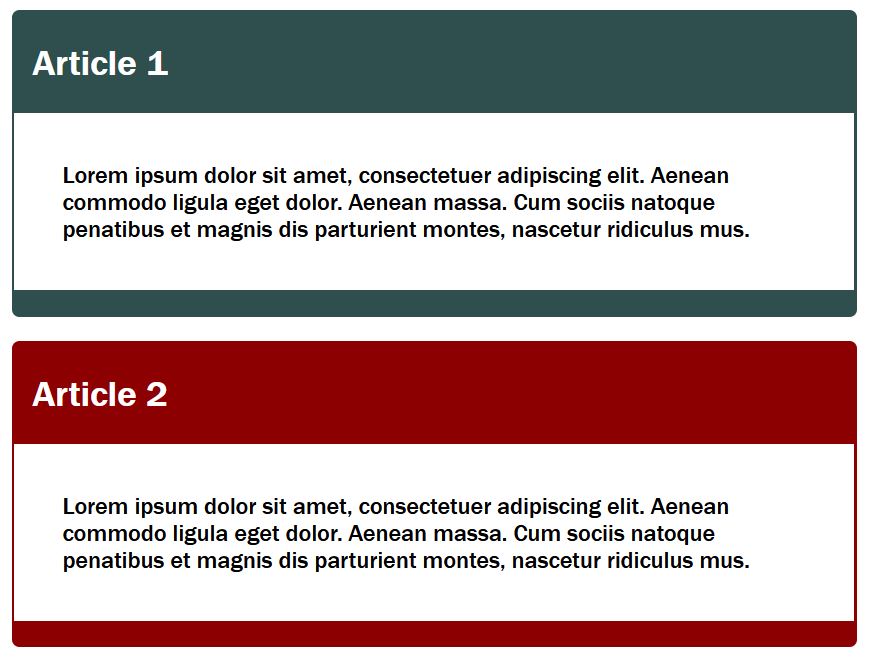 Article 1
Lorem ipsum dolor sit amet, consectetuer adipiscing elit. Aenean
commodo ligula eget dolor. Aenean massa. Cum sociis natoque
penatibus et magnis dis parturient montes, nascetur ridiculus mus.
Article 2
Lorem ipsum dolor sit amet, consectetuer adipiscing elit. Aenean
commodo ligula eget dolor. Aenean massa. Cum sociis natoque
penatibus et magnis dis parturient montes, nascetur ridiculus mus.